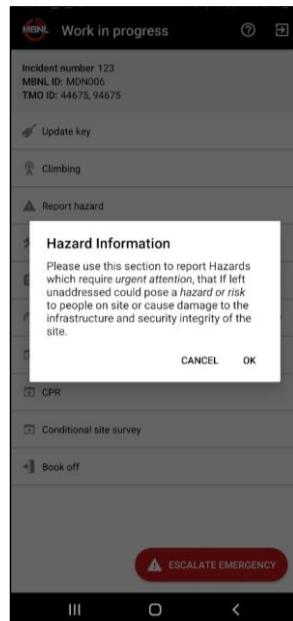 MBNL Work in progress
Incident number 123
MBNL ID: MDN006
TMO ID: 44675, 94675
Update key
Climbing
Report hazard
Hazard Information
Please use this section to report Hazards
which require urgent attention, that If left
unaddressed could pose a hazard or risk
to people on site or cause damage to the
infrastructure and security integrity of the
site.
CANCEL OK
CPR
Conditional site survey
Book off
ESCALATE EMERGENCY